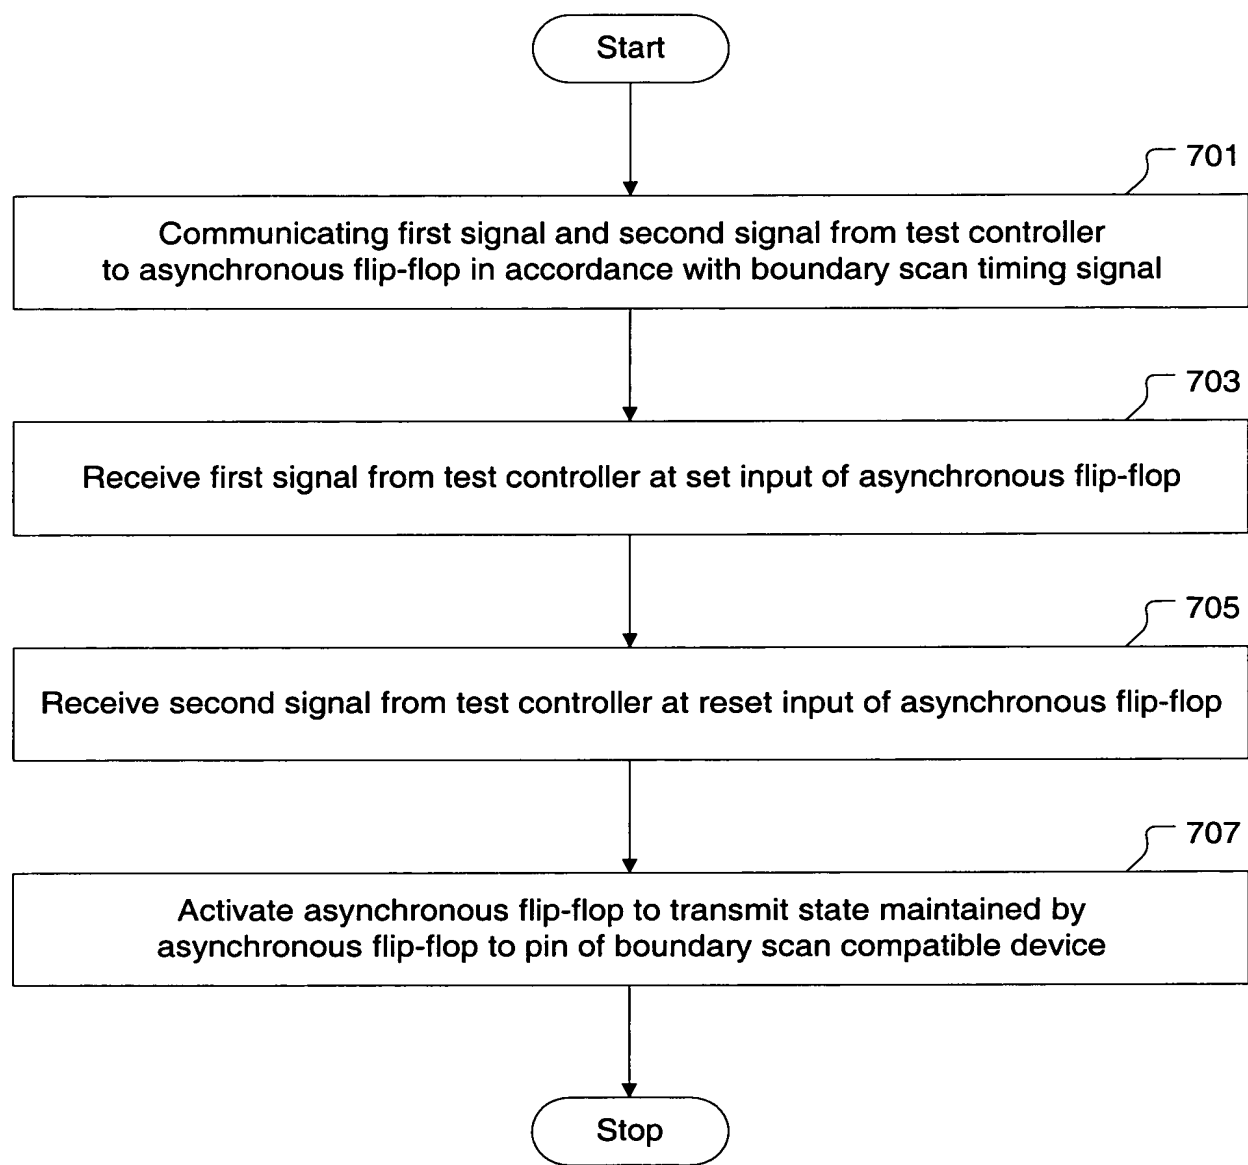 Start
701
Communicating first signal and second signal from test controller
to asynchronous flip-flop in accordance with boundary scan timing signal
703
Receive first signal from test controller at set input of asynchronous flip-flop
705
Receive second signal from test controller at reset input of asynchronous flip-flop
707
Activate asynchronous flip-flop to transmit state maintained by
asynchronous flip-flop to pin of boundary scan compatible device
Stop